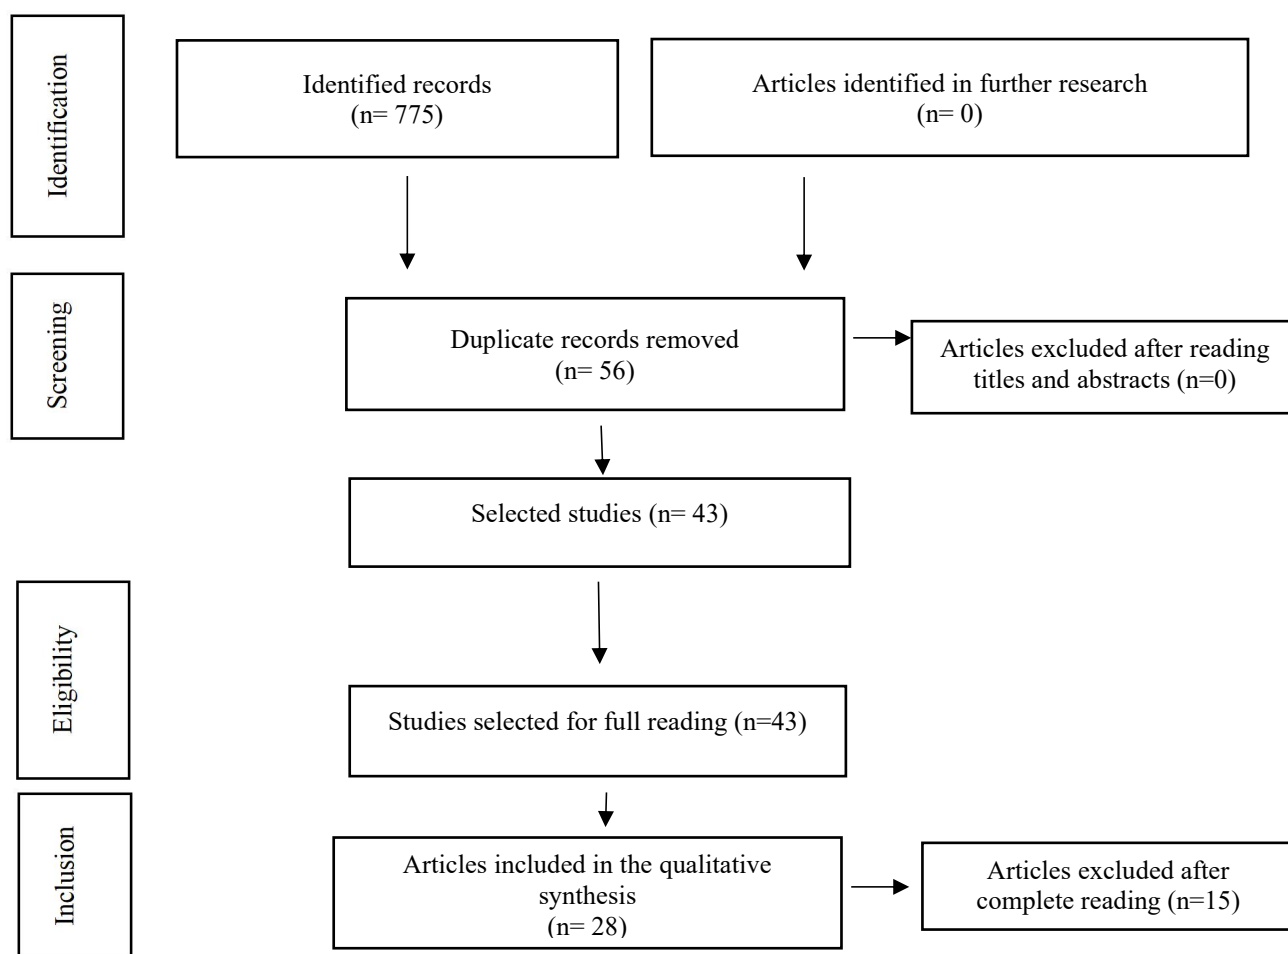 Identification
Identified records
(n= 775)
Articles identified in further research
(n= 0)
Screening
Duplicate records removed
(n= 56)
Articles excluded after reading
titles and abstracts (n=0)
Selected studies (n= 43)
Eligibility
Studies selected for full reading (n=43)
Inclusion
Articles included in the qualitative
synthesis
(n= 28)
Articles excluded after
complete reading (n=15)